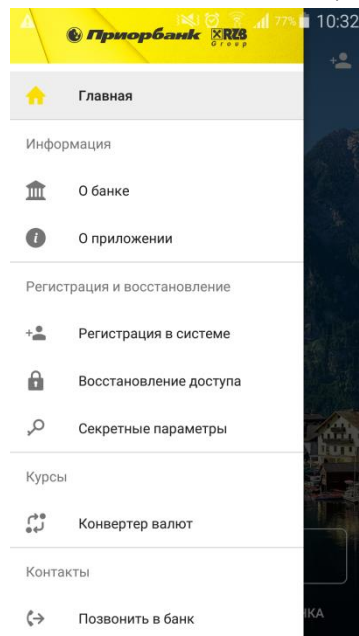 77% 10:32
Приорбанк RZB
Group
Главная
Информация
О банке
О приложении
Регистрация и восстановление
Регистрация в системе
Восстановление доступа
Секретные параметры
Курсы
Конвертер валют
Контакты
Позвонить в банк